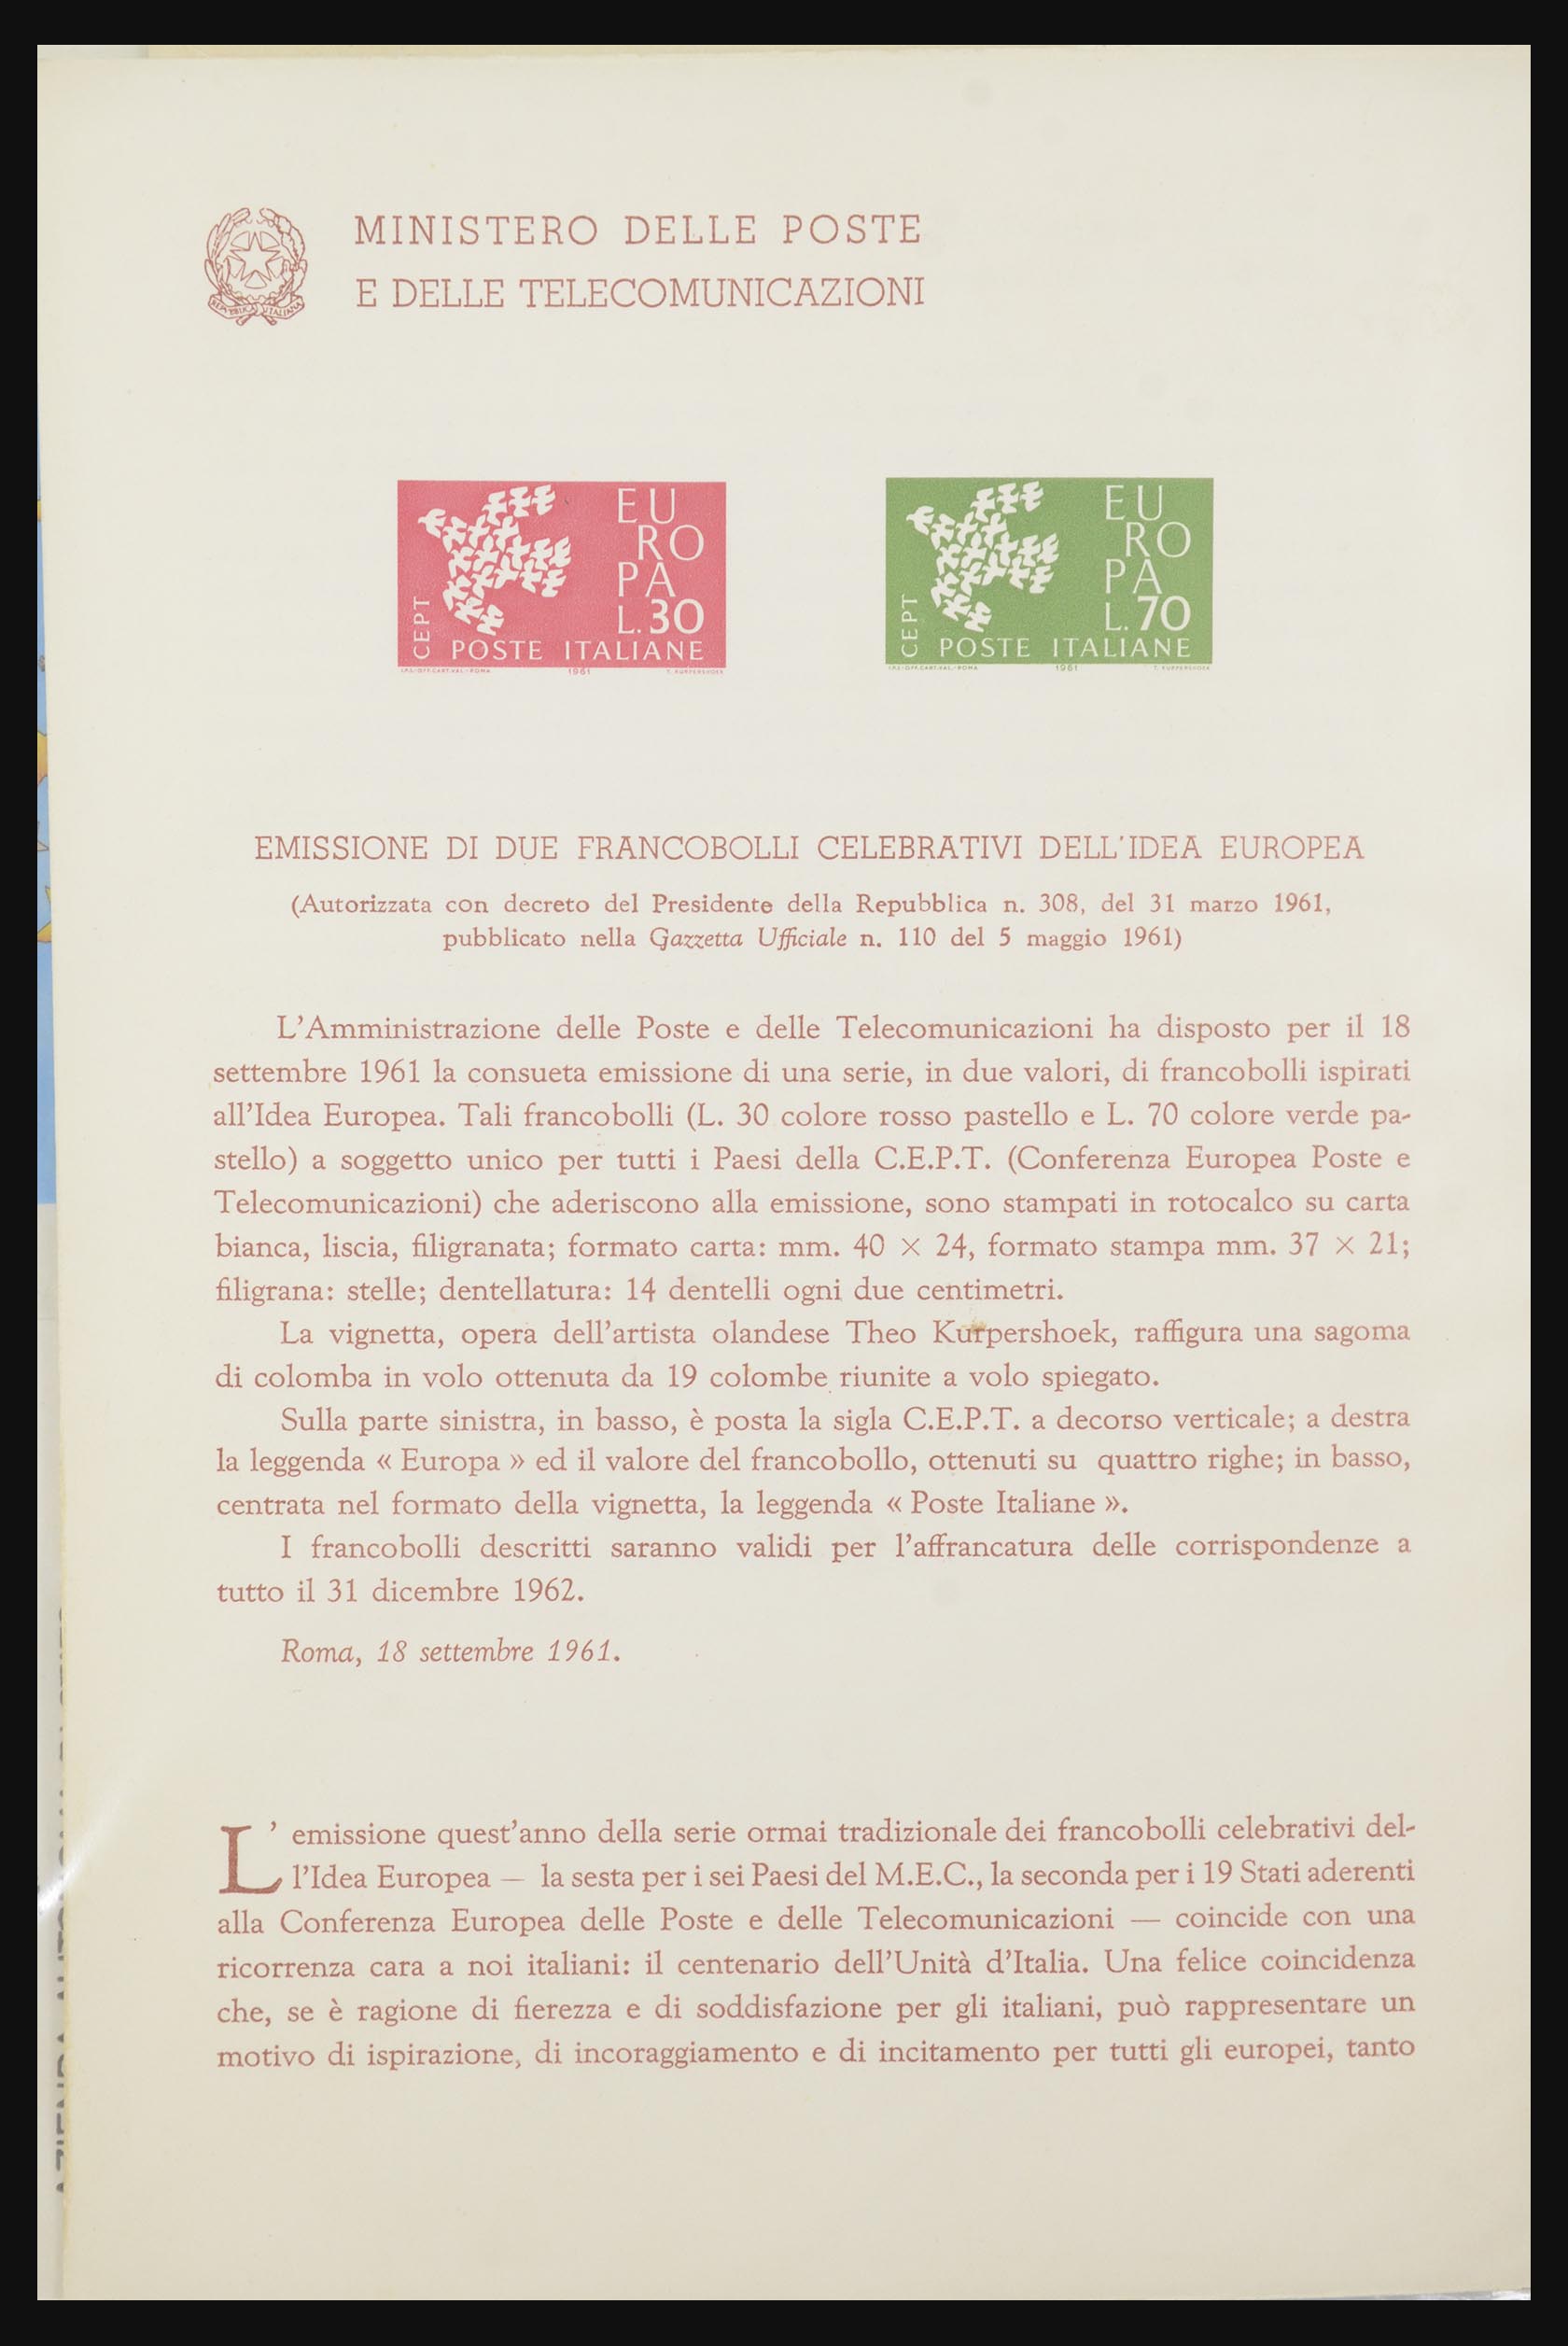 MINISTERO DELLE POSTE
E DELLE TELECOMUNICAZIONI
REPUBBLICA ITALIANA
EU
RO
PA
L.30
CEPT
POSTE ITALIANE
I.P.S.-OFF.CART.VAL.-ROMA 1961 T. KURPERSHOEK
EU
RO
PA
L.70
CEPT
POSTE ITALIANE
I.P.S.-OFF.CART.VAL.-ROMA 1961 T. KURPERSHOEK
EMISSIONE DI DUE FRANCOBOLLI CELEBRATIVI DELL'IDEA EUROPEA
(Autorizzata con decreto del Presidente della Repubblica n. 308, del 31 marzo 1961,
pubblicato nella Gazzetta Ufficiale n. 110 del 5 maggio 1961)
L'Amministrazione delle Poste e delle Telecomunicazioni ha disposto per il 18
settembre 1961 la consueta emissione di una serie, in due valori, di francobolli ispirati
all'Idea Europea. Tali francobolli (L. 30 colore rosso pastello e L. 70 colore verde pa-
stello) a soggetto unico per tutti i Paesi della C.E.P.T. (Conferenza Europea Poste e
Telecomunicazioni) che aderiscono alla emissione, sono stampati in rotocalco su carta
bianca, liscia, filigranata; formato carta: mm. 40 × 24, formato stampa mm. 37 × 21;
filigrana: stelle; dentellatura: 14 dentelli ogni due centimetri.
La vignetta, opera dell'artista olandese Theo Kurpershoek, raffigura una sagoma
di colomba in volo ottenuta da 19 colombe riunite a volo spiegato.
Sulla parte sinistra, in basso, è posta la sigla C.E.P.T. a decorso verticale; a destra
la leggenda « Europa » ed il valore del francobollo, ottenuti su quattro righe; in basso,
centrata nel formato della vignetta, la leggenda « Poste Italiane ».
I francobolli descritti saranno validi per l'affrancatura delle corrispondenze a
tutto il 31 dicembre 1962.
Roma, 18 settembre 1961.
L' emissione quest'anno della serie ormai tradizionale dei francobolli celebrativi del-
l'Idea Europea — la sesta per i sei Paesi del M.E.C., la seconda per i 19 Stati aderenti
alla Conferenza Europea delle Poste e delle Telecomunicazioni — coincide con una
ricorrenza cara a noi italiani: il centenario dell'Unità d'Italia. Una felice coincidenza
che, se è ragione di fierezza e di soddisfazione per gli italiani, può rappresentare un
motivo di ispirazione, di incoraggiamento e di incitamento per tutti gli europei, tanto